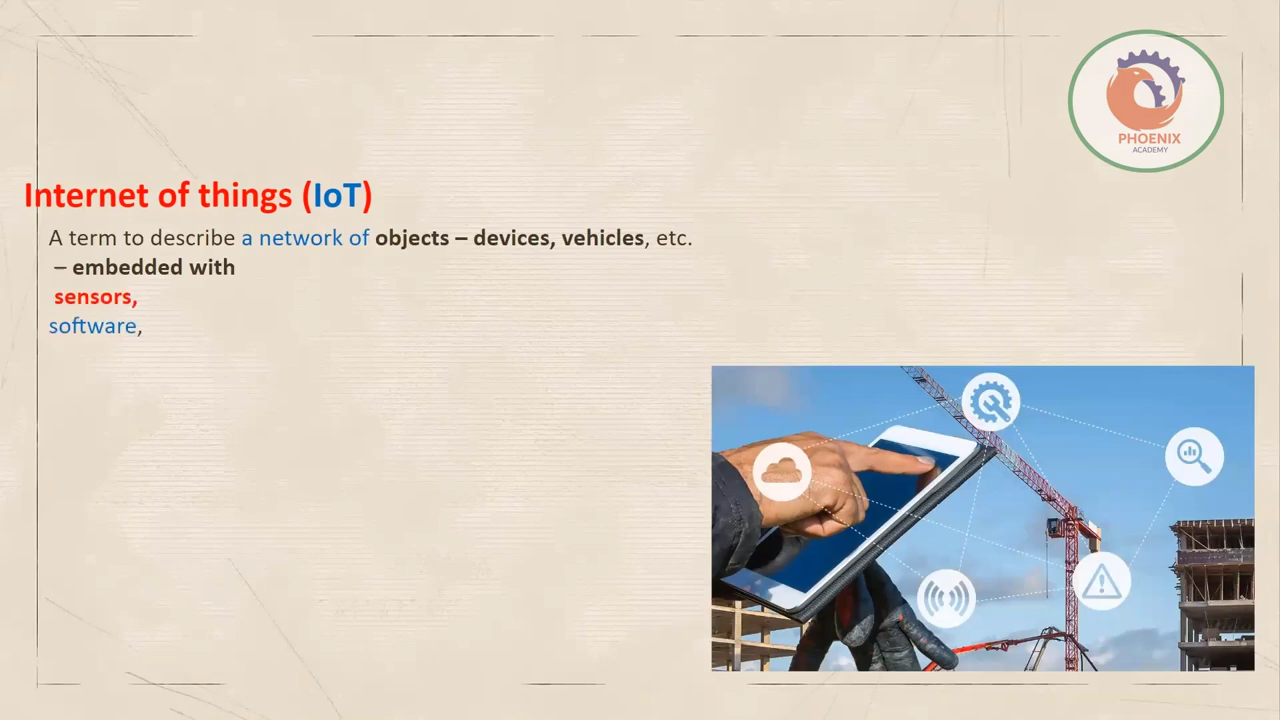 PHOENIX
ACADEMY
Internet of things (IoT)
A term to describe a network of objects – devices, vehicles, etc.
– embedded with
sensors,
software,